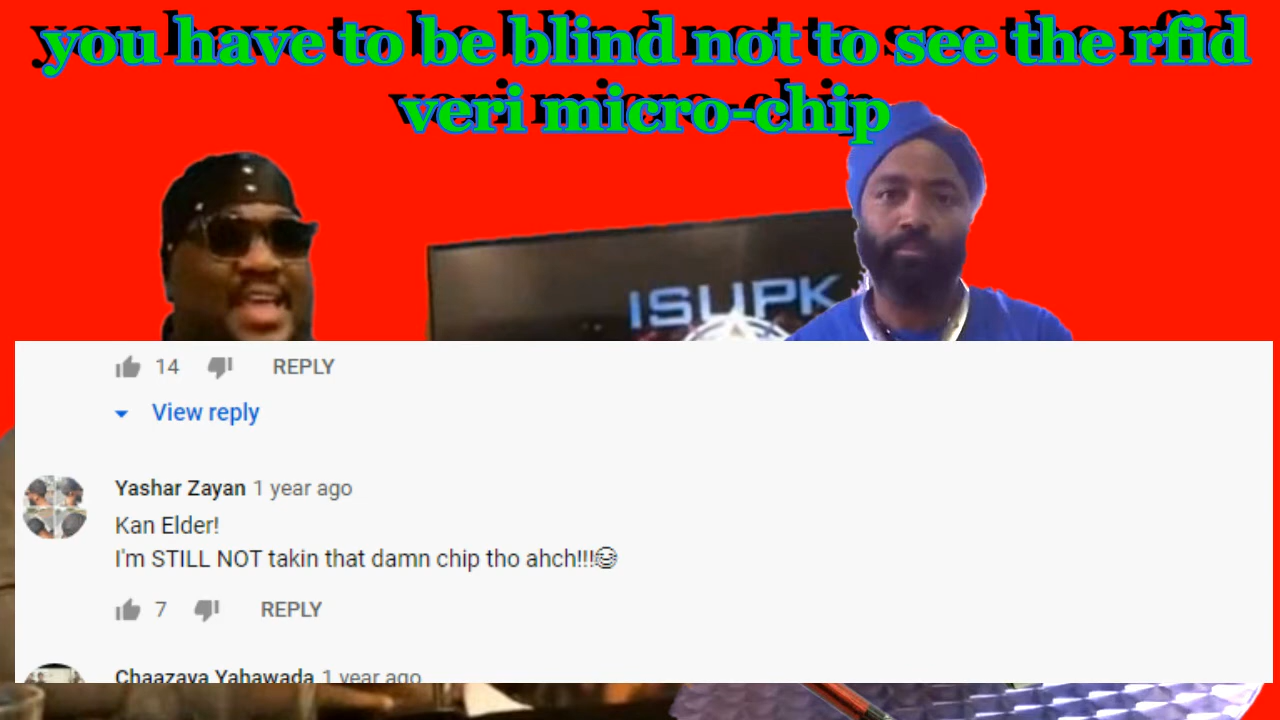 you have to be blind not to see the rfid
veri micro-chip
ISUPK
14 REPLY
View reply
Yashar Zayan 1 year ago
Kan Elder!
I'm STILL NOT takin that damn chip tho ahch!!!😂
7 REPLY
Chaazaya Yahawada 1 year ago